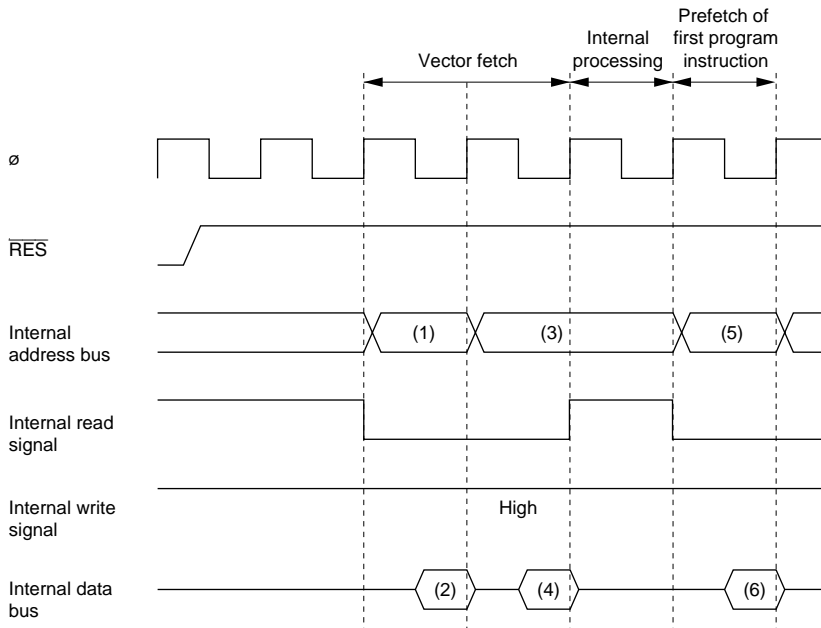 Prefetch of
first program
instruction
Internal
processing
Vector fetch
ø
RES
Internal
address bus
(1)
(3)
(5)
Internal read
signal
Internal write
signal
High
Internal data
bus
(2)
(4)
(6)